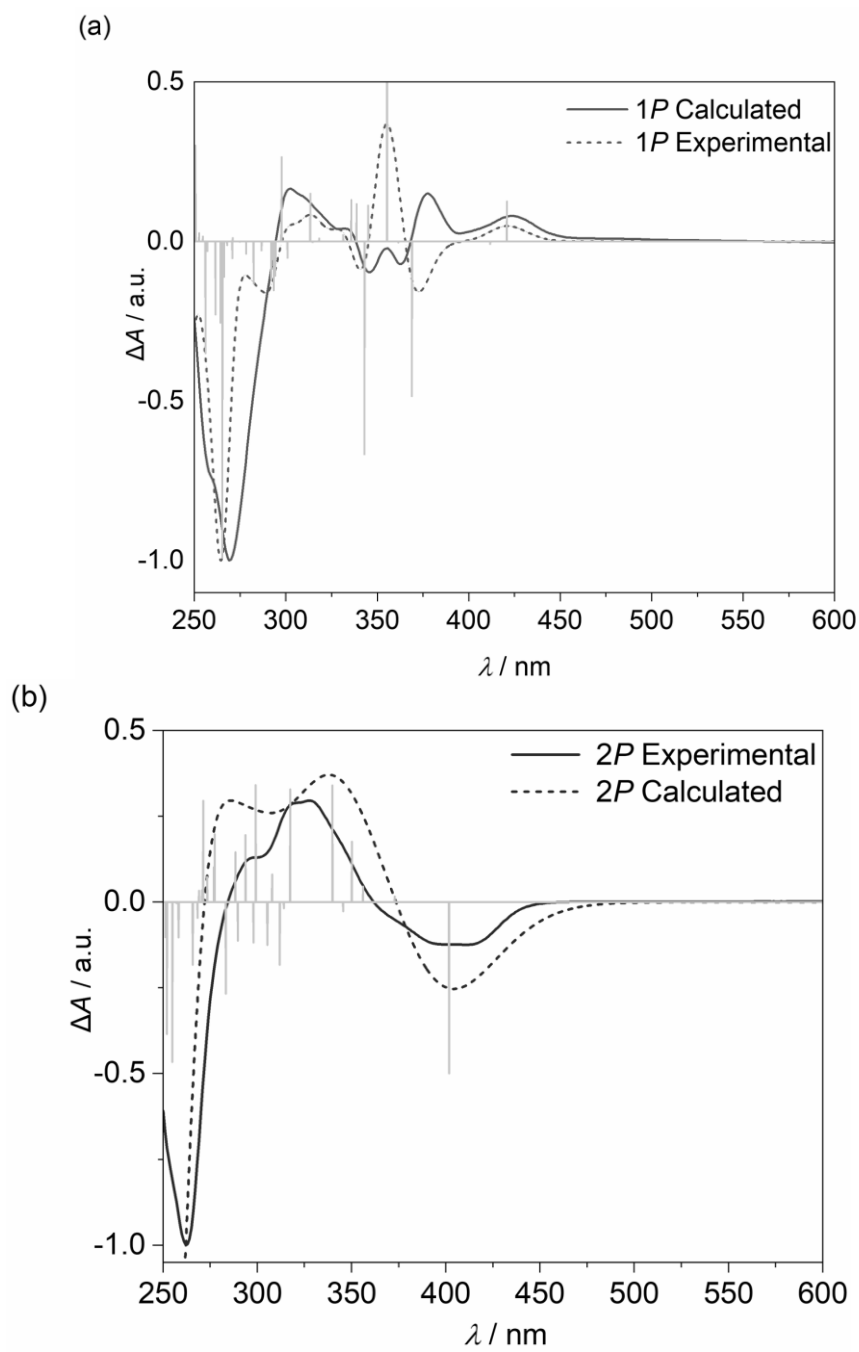 (a)
0.5
1P Calculated
1P Experimental
0.0
ΔA / a.u.
-0.5
-1.0
250 300 350 400 450 500 550 600
λ / nm
(b)
0.5
2P Experimental
2P Calculated
0.0
ΔA / a.u.
-0.5
-1.0
250 300 350 400 450 500 550 600
λ / nm